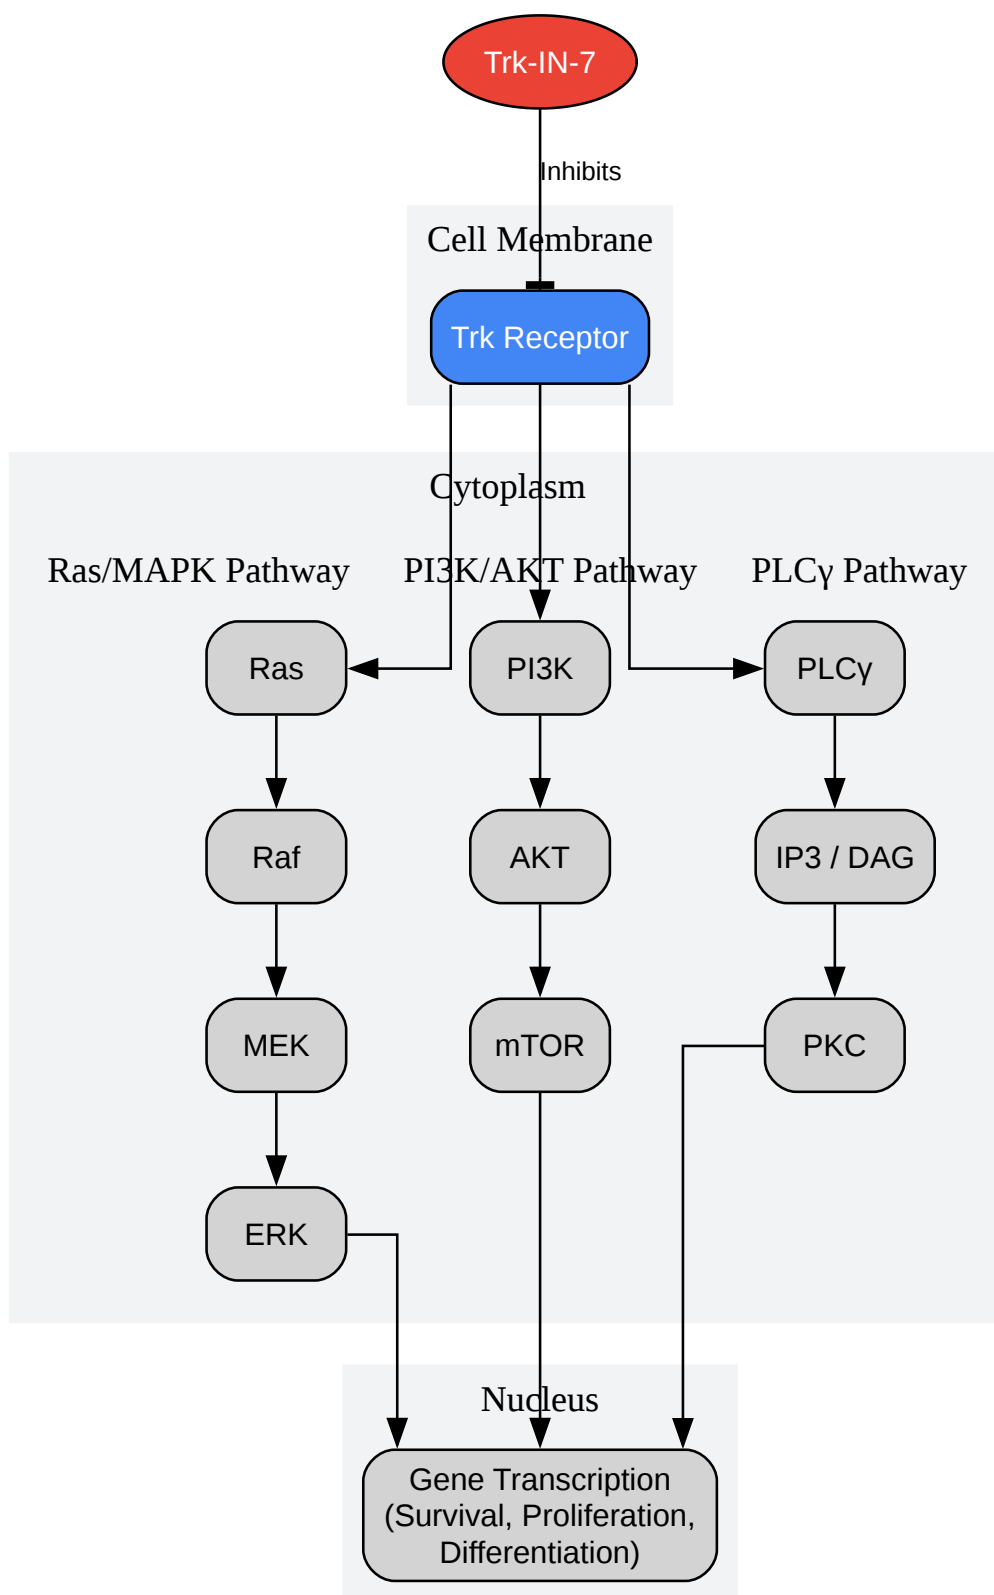 Trk-IN-7
Inhibits
Cell Membrane
Trk Receptor
Cytoplasm
Ras/MAPK Pathway
PI3K/AKT Pathway
PLCγ Pathway
Ras
PI3K
PLCγ
Raf
AKT
IP3 / DAG
MEK
mTOR
PKC
ERK
Nucleus
Gene Transcription
(Survival, Proliferation,
Differentiation)